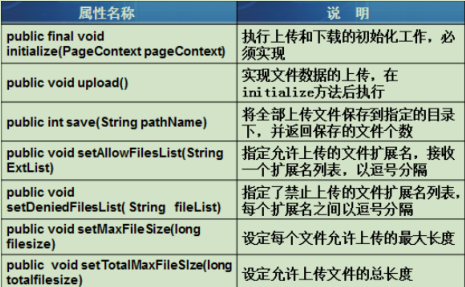 属性名称
说 明
public final void
initialize(PageContext pageContext)
执行上传和下载的初始化工作，必
须实现
public void upload()
实现文件数据的上传，在
initialize方法后执行
public int save(String pathName)
将全部上传文件保存到指定的目录
下，并返回保存的文件个数
public void setAllowFilesList(String
ExtList)
指定允许上传的文件扩展名，接收
一个扩展名列表，以逗号分隔
public void
setDeniedFilesList( String fileList)
指定了禁止上传的文件扩展名列表，
每个扩展名之间以逗号分隔
public void setMaxFileSize(long
filesize)
设定每个文件允许上传的最大长度
public void setTotalMaxFileSIze(long
totalfilesize)
设定允许上传文件的总长度